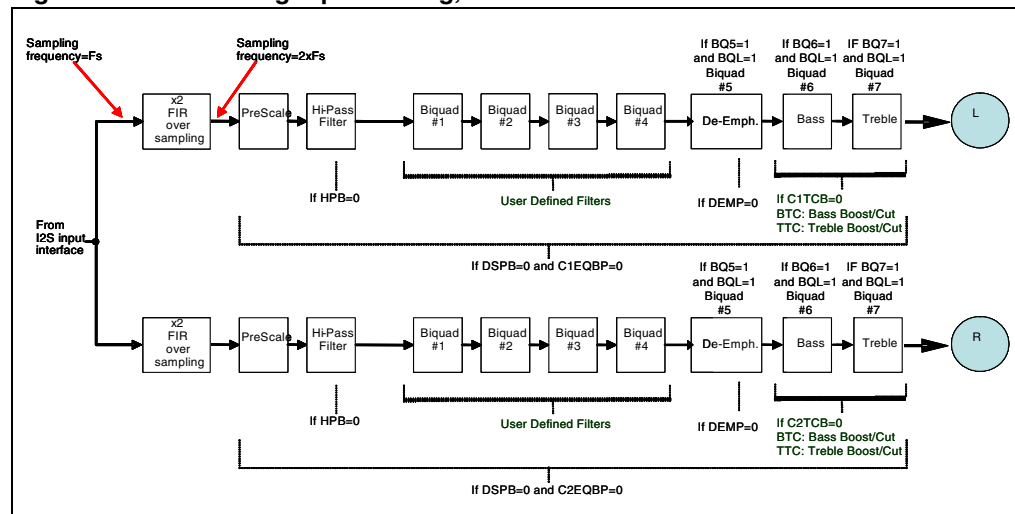 Sampling
frequency=Fs
Sampling
frequency=2xFs
If BQ5=1
and BQL=1
Biquad
#5
If BQ6=1
and BQL=1
Biquad
#6
IF BQ7=1
and BQL=1
Biquad
#7
x2
FIR
over
sampling
PreScale
Hi-Pass
Filter
Biquad
#1
Biquad
#2
Biquad
#3
Biquad
#4
De-Emph.
Bass
Treble
L
If HPB=0
User Defined Filters
If DEMP=0
If C1TCB=0
BTC: Bass Boost/Cut
TTC: Treble Boost/Cut
From
I2S input
interface
If DSPB=0 and C1EQBP=0
If BQ5=1
and BQL=1
Biquad
#5
If BQ6=1
and BQL=1
Biquad
#6
IF BQ7=1
and BQL=1
Biquad
#7
x2
FIR
over
sampling
PreScale
Hi-Pass
Filter
Biquad
#1
Biquad
#2
Biquad
#3
Biquad
#4
De-Emph.
Bass
Treble
R
If HPB=0
User Defined Filters
If DEMP=0
If C2TCB=0
BTC: Bass Boost/Cut
TTC: Treble Boost/Cut
If DSPB=0 and C2EQBP=0